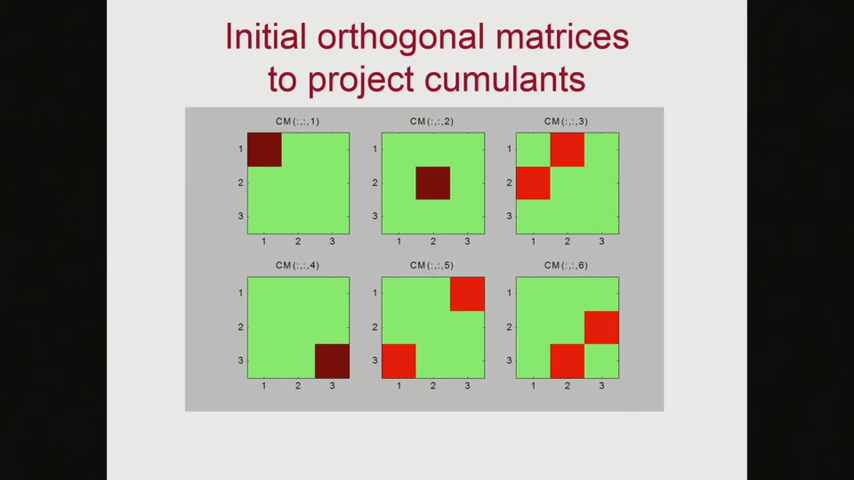 Initial orthogonal matrices
to project cumulants
CM(:,:,1) CM(:,:,2) CM(:,:,3)
1 1 1
2 2 2
3 3 3
1 2 3 1 2 3 1 2 3
CM(:,:,4) CM(:,:,5) CM(:,:,6)
1 1 1
2 2 2
3 3 3
1 2 3 1 2 3 1 2 3